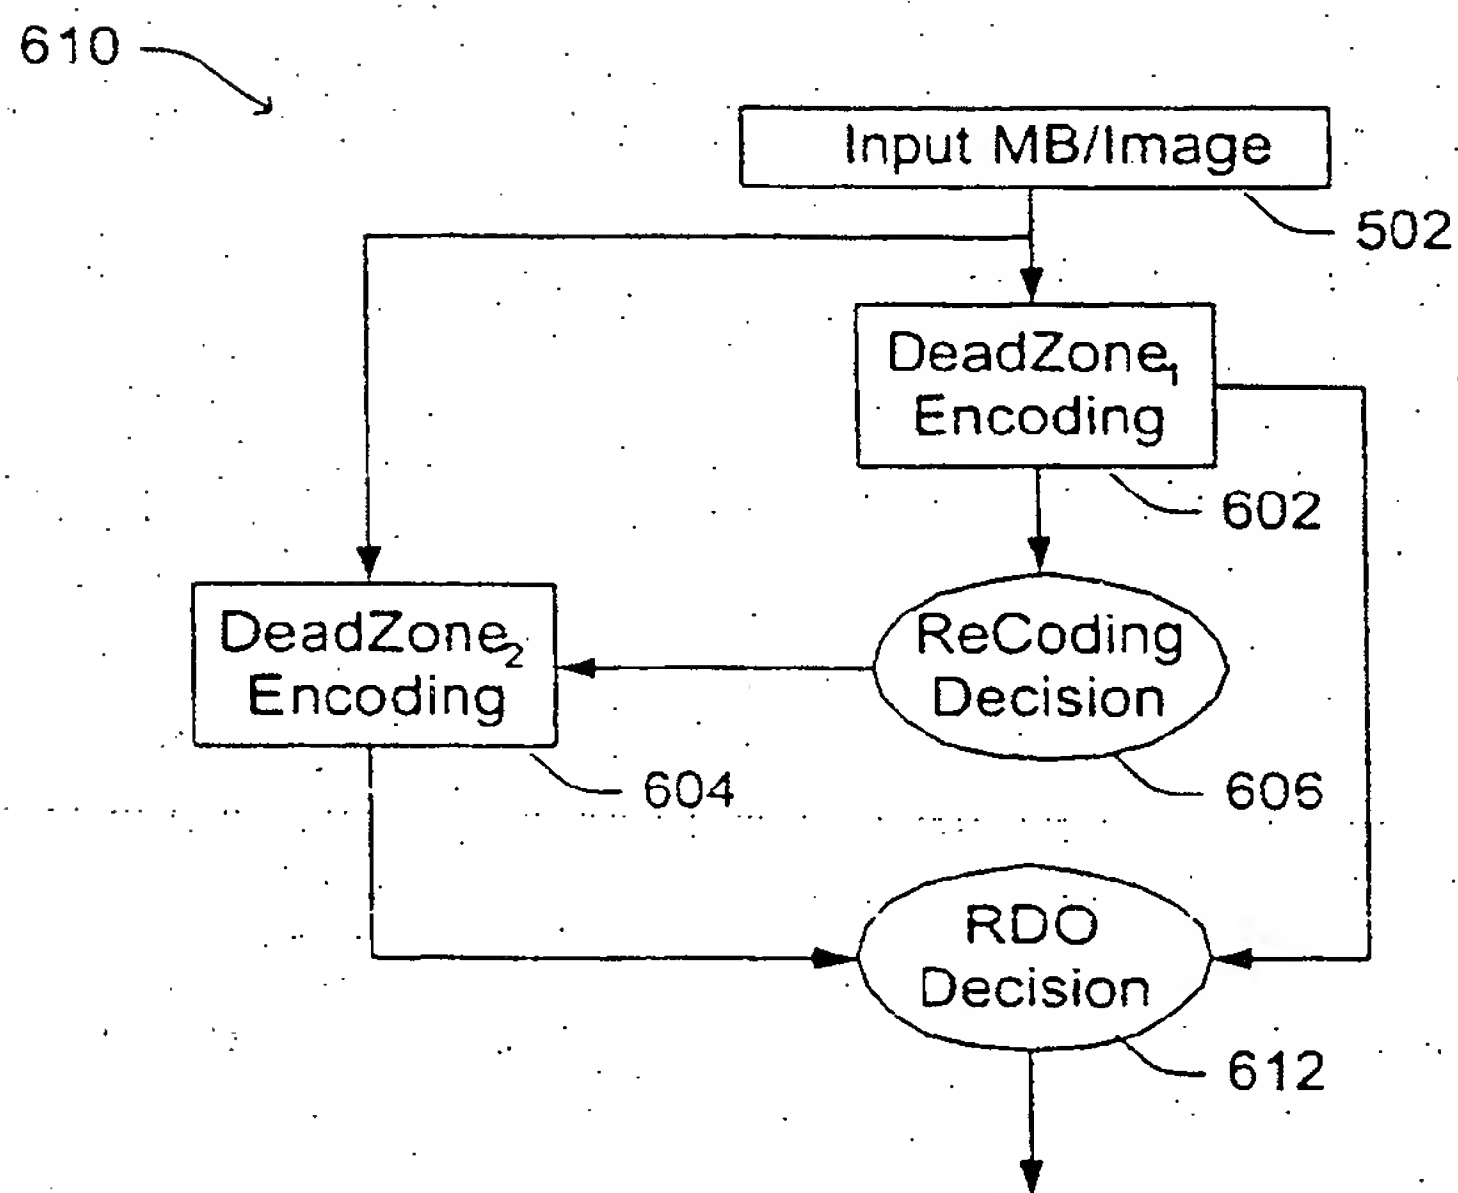 610
Input MB/Image
502
DeadZone₁
Encoding
602
DeadZone₂
Encoding
604
ReCoding
Decision
606
RDO
Decision
612